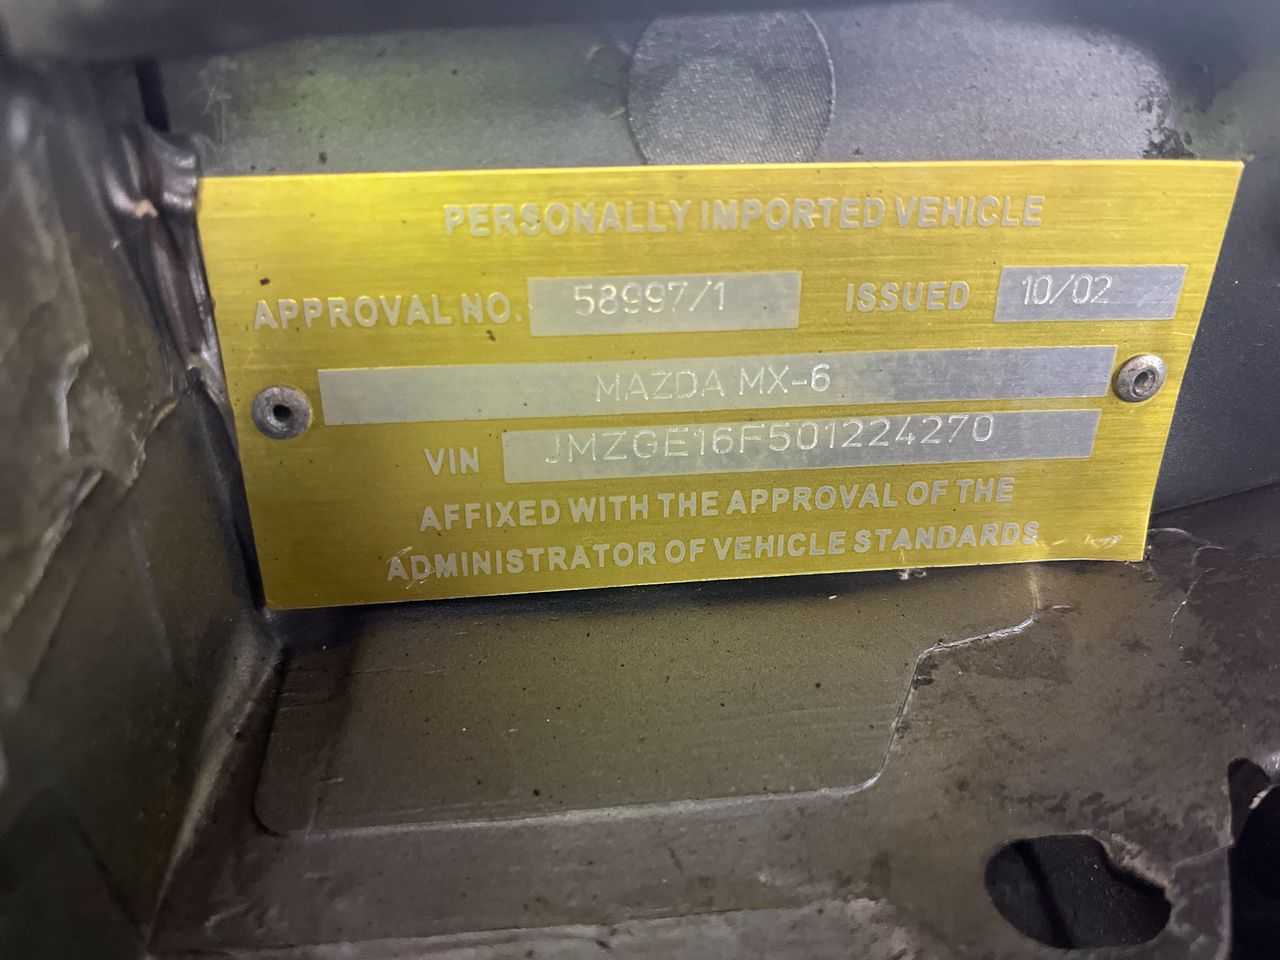 PERSONALLY IMPORTED VEHICLE
APPROVAL NO. 58997/1 ISSUED 10/02
MAZDA MX-6
VIN JMZGE16F501224270
AFFIXED WITH THE APPROVAL OF THE
ADMINISTRATOR OF VEHICLE STANDARDS